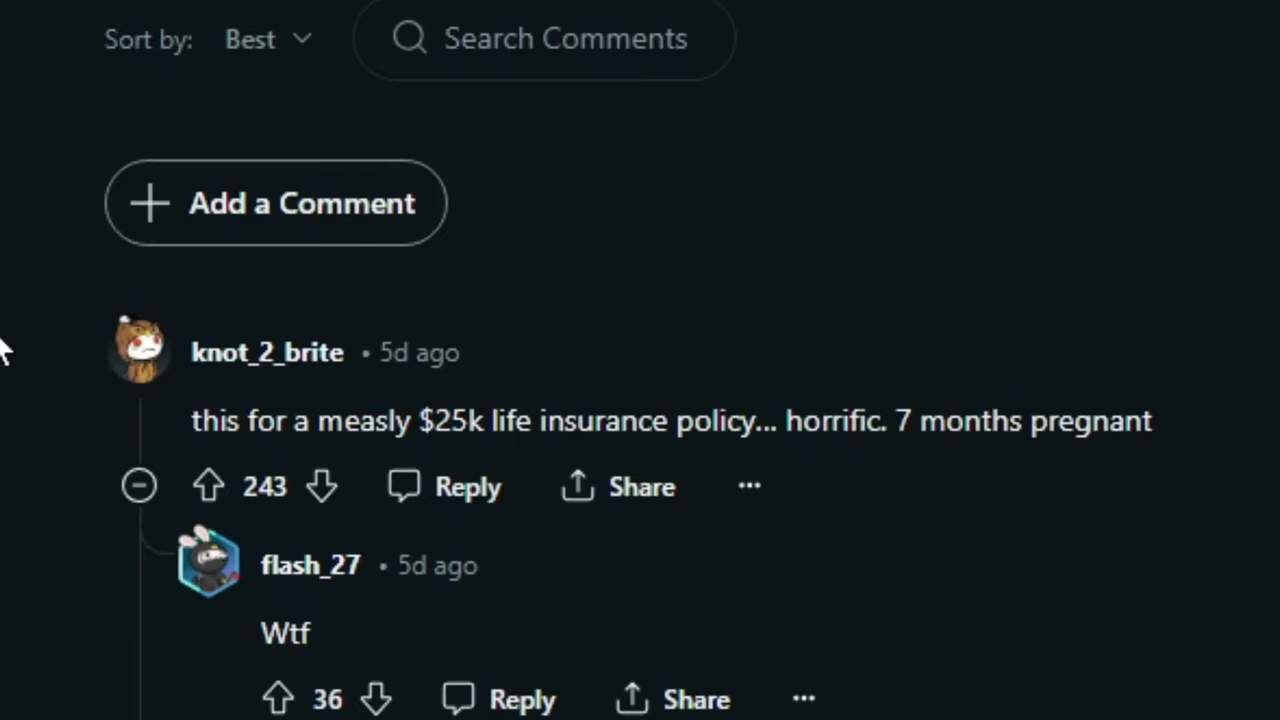 Sort by: Best Search Comments
Add a Comment
knot_2_brite • 5d ago
this for a measly $25k life insurance policy... horrific. 7 months pregnant
243 Reply Share ...
flash_27 • 5d ago
Wtf
36 Reply Share ...